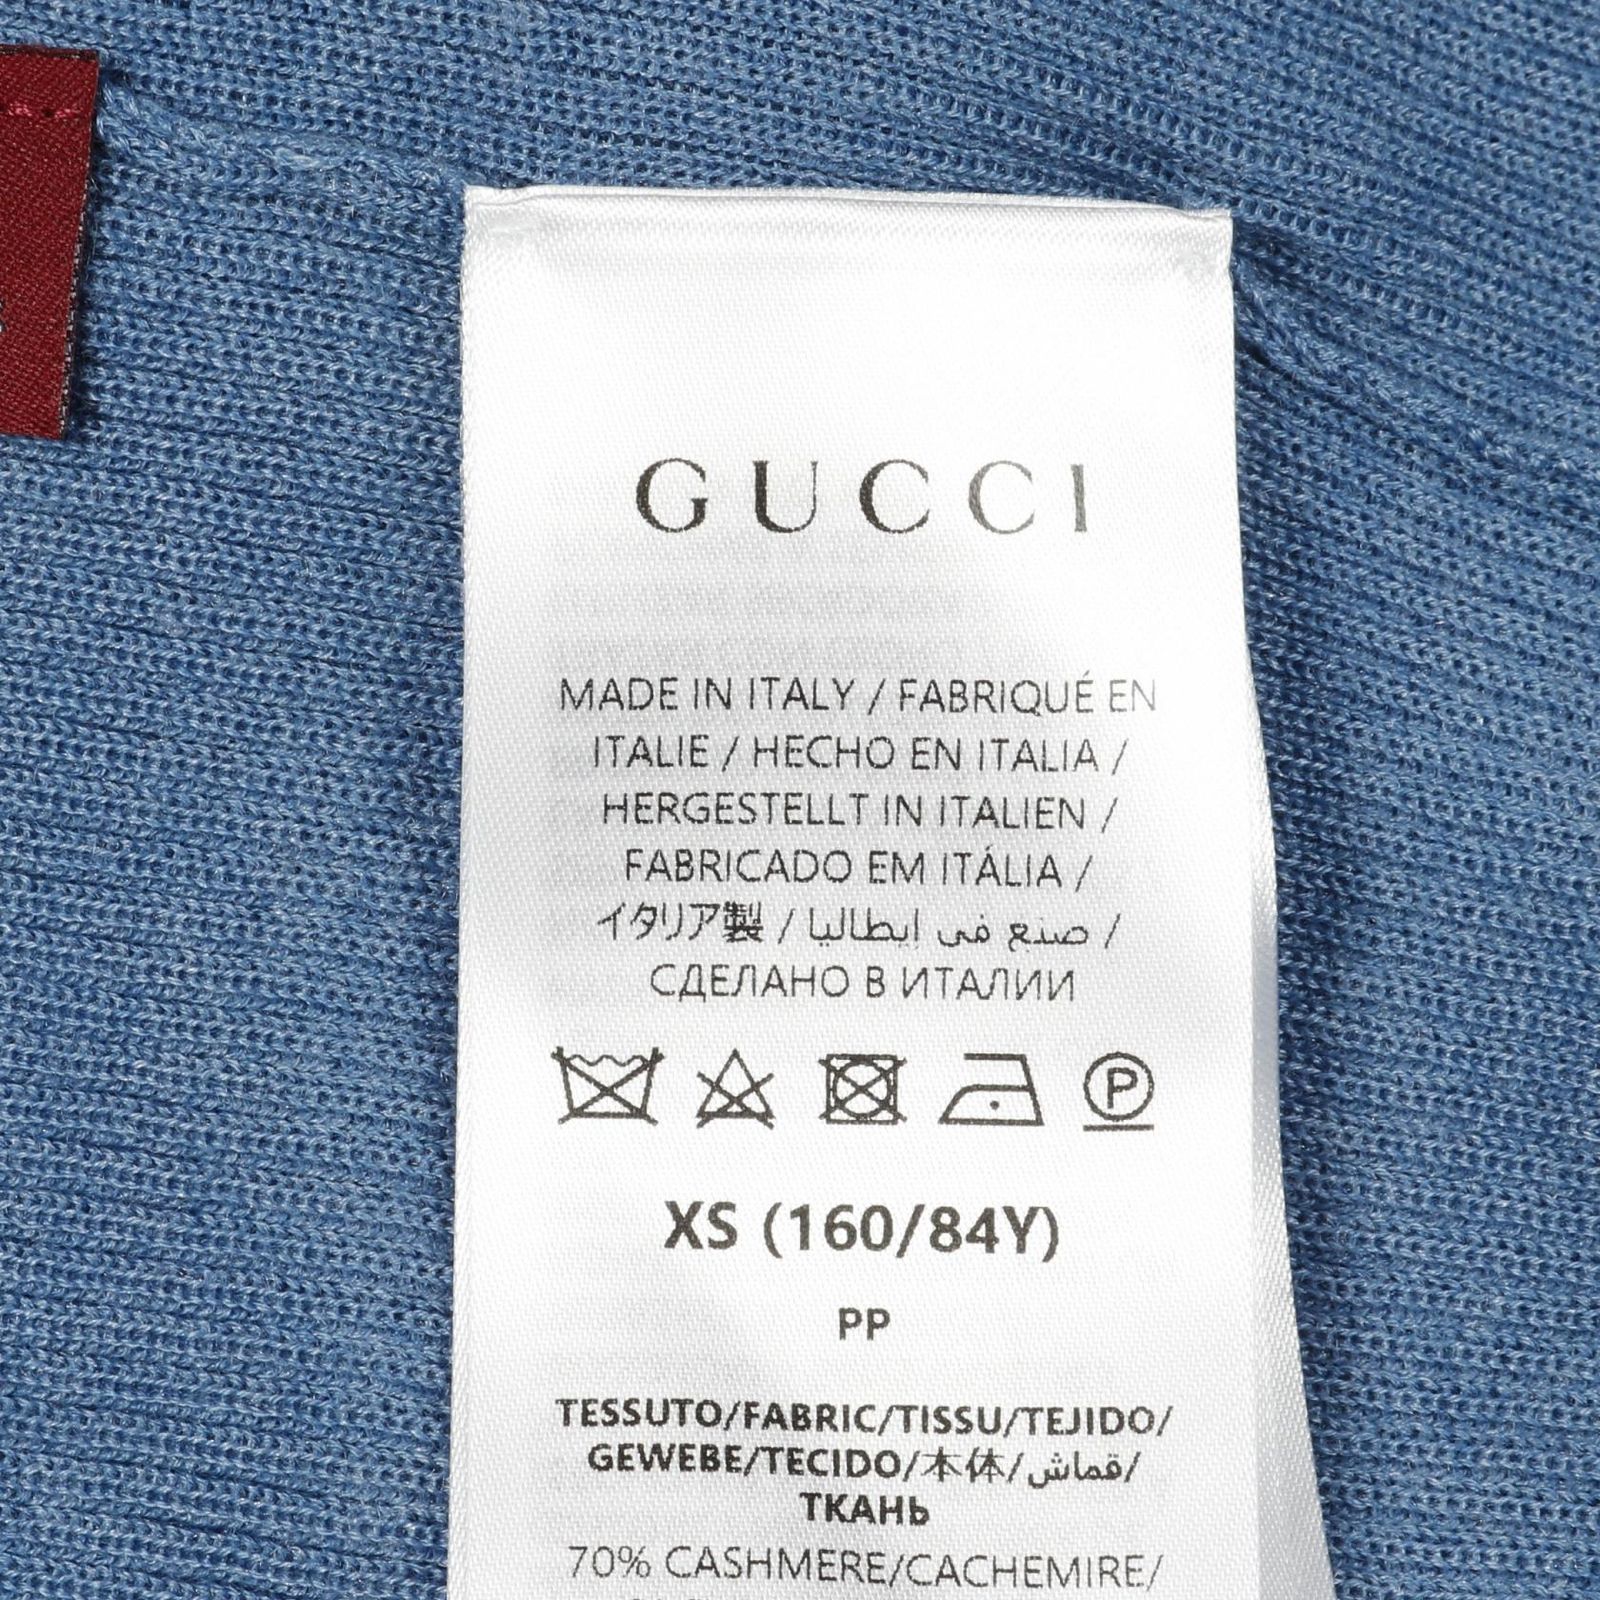 GUCCI
MADE IN ITALY / FABRIQUÉ EN
ITALIE / HECHO EN ITALIA /
HERGESTELLT IN ITALIEN /
FABRICADO EM ITÁLIA /
イタリア製 / صنع في إيطاليا /
СДЕЛАНО В ИТАЛИИ
P
XS (160/84Y)
PP
TESSUTO/FABRIC/TISSU/TEJIDO/
GEWEBE/TECIDO/本体/قماش/
ТКАНЬ
70% CASHMERE/CACHEMIRE/